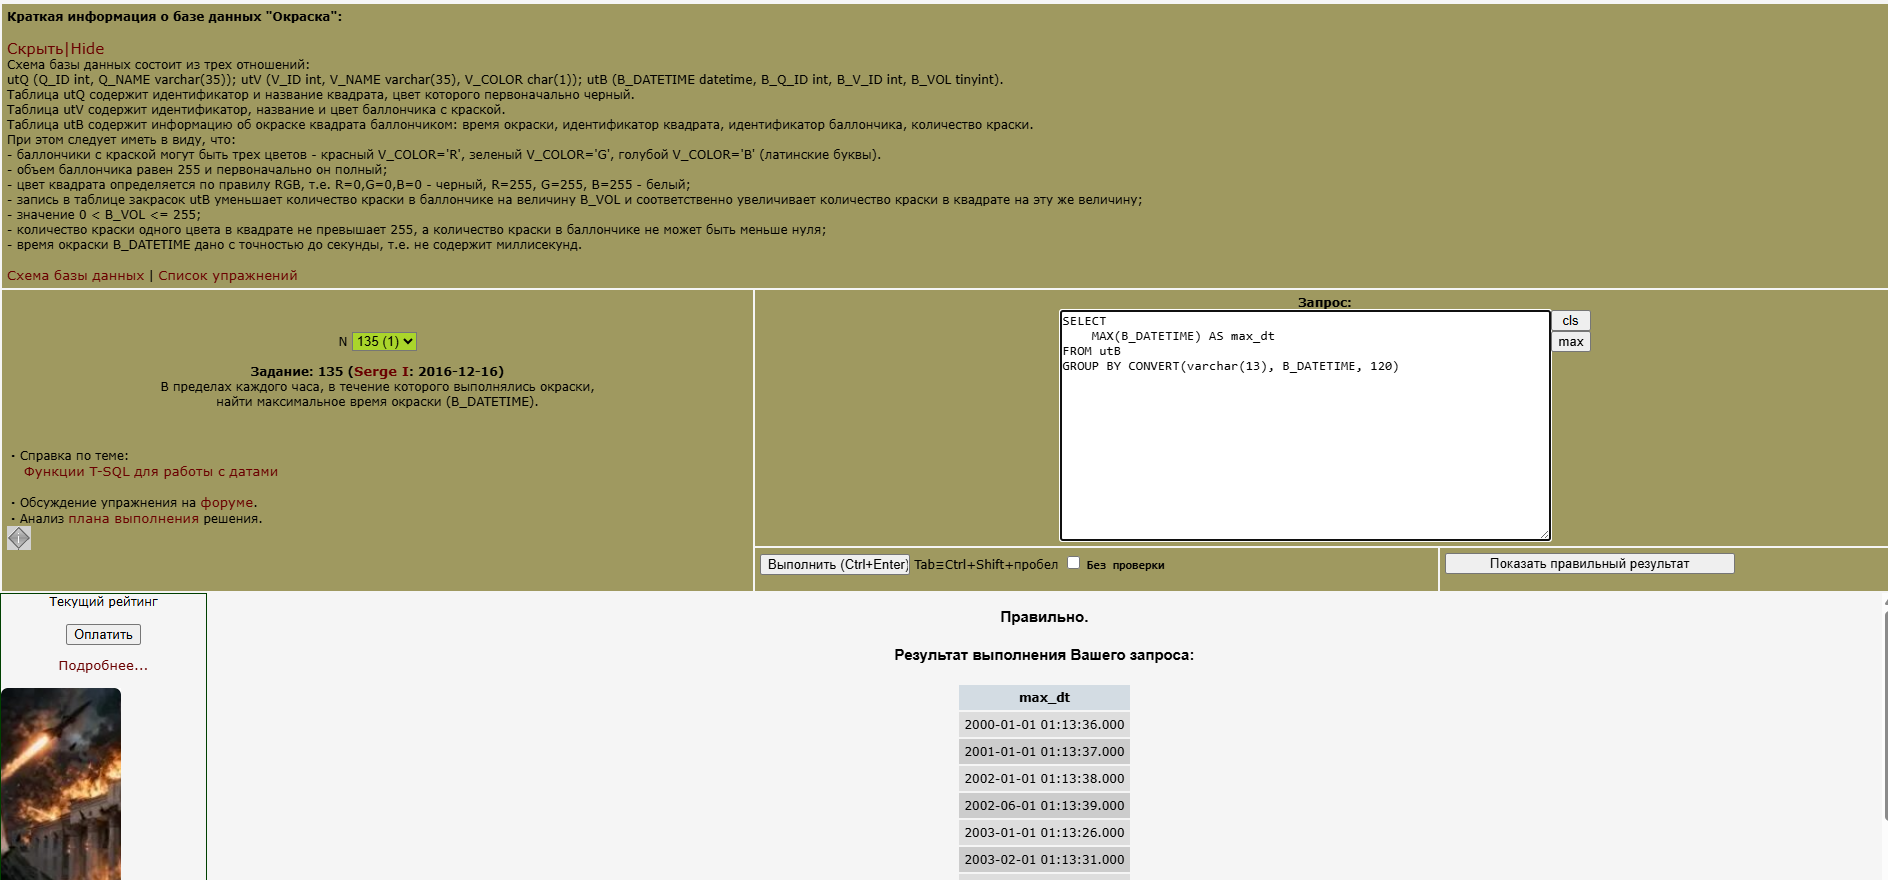 Краткая информация о базе данных "Окраска":
Скрыть|Hide
Схема базы данных состоит из трех отношений:
utQ (Q_ID int, Q_NAME varchar(35)); utV (V_ID int, V_NAME varchar(35), V_COLOR char(1)); utB (B_DATETIME datetime, B_Q_ID int, B_V_ID int, B_VOL tinyint).
Таблица utQ содержит идентификатор и название квадрата, цвет которого первоначально черный.
Таблица utV содержит идентификатор, название и цвет баллончика с краской.
Таблица utB содержит информацию об окраске квадрата баллончиком: время окраски, идентификатор квадрата, идентификатор баллончика, количество краски.
При этом следует иметь в виду, что:
- баллончики с краской могут быть трех цветов - красный V_COLOR='R', зеленый V_COLOR='G', голубой V_COLOR='B' (латинские буквы).
- объем баллончика равен 255 и первоначально он полный;
- цвет квадрата определяется по правилу RGB, т.е. R=0,G=0,B=0 - черный, R=255, G=255, B=255 - белый;
- запись в таблице закрасок utB уменьшает количество краски в баллончике на величину B_VOL и соответственно увеличивает количество краски в квадрате на эту же величину;
- значение 0 < B_VOL <= 255;
- количество краски одного цвета в квадрате не превышает 255, а количество краски в баллончике не может быть меньше нуля;
- время окраски B_DATETIME дано с точностью до секунды, т.е. не содержит миллисекунд.
Схема базы данных | Список упражнений
N 135 (1)
Задание: 135 (Serge I: 2016-12-16)
В пределах каждого часа, в течение которого выполнялись окраски,
найти максимальное время окраски (B_DATETIME).
· Справка по теме:
Функции T-SQL для работы с датами
· Обсуждение упражнения на форуме.
· Анализ плана выполнения решения.
Запрос:
SELECT
    MAX(B_DATETIME) AS max_dt
FROM utB
GROUP BY CONVERT(varchar(13), B_DATETIME, 120)
cls
max
Выполнить (Ctrl+Enter) Tab≡Ctrl+Shift+пробел Без проверки
Показать правильный результат
Текущий рейтинг
Оплатить
Подробнее...
Правильно.
Результат выполнения Вашего запроса:
max_dt
2000-01-01 01:13:36.000
2001-01-01 01:13:37.000
2002-01-01 01:13:38.000
2002-06-01 01:13:39.000
2003-01-01 01:13:26.000
2003-02-01 01:13:31.000